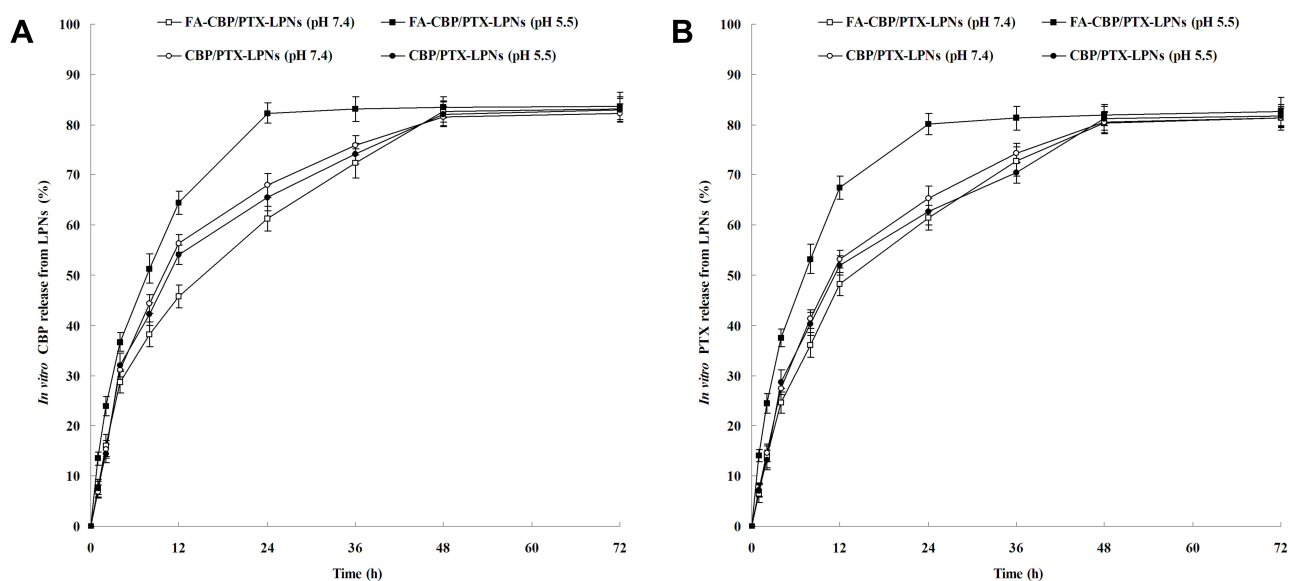 A
FA-CBP/PTX-LPNs (pH 7.4)
FA-CBP/PTX-LPNs (pH 5.5)
CBP/PTX-LPNs (pH 7.4)
CBP/PTX-LPNs (pH 5.5)
In vitro CBP release from LPNs (%)
100
90
80
70
60
50
40
30
20
10
0
0 12 24 36 48 60 72
Time (h)
B
FA-CBP/PTX-LPNs (pH 7.4)
FA-CBP/PTX-LPNs (pH 5.5)
CBP/PTX-LPNs (pH 7.4)
CBP/PTX-LPNs (pH 5.5)
In vitro PTX release from LPNs (%)
100
90
80
70
60
50
40
30
20
10
0
0 12 24 36 48 60 72
Time (h)